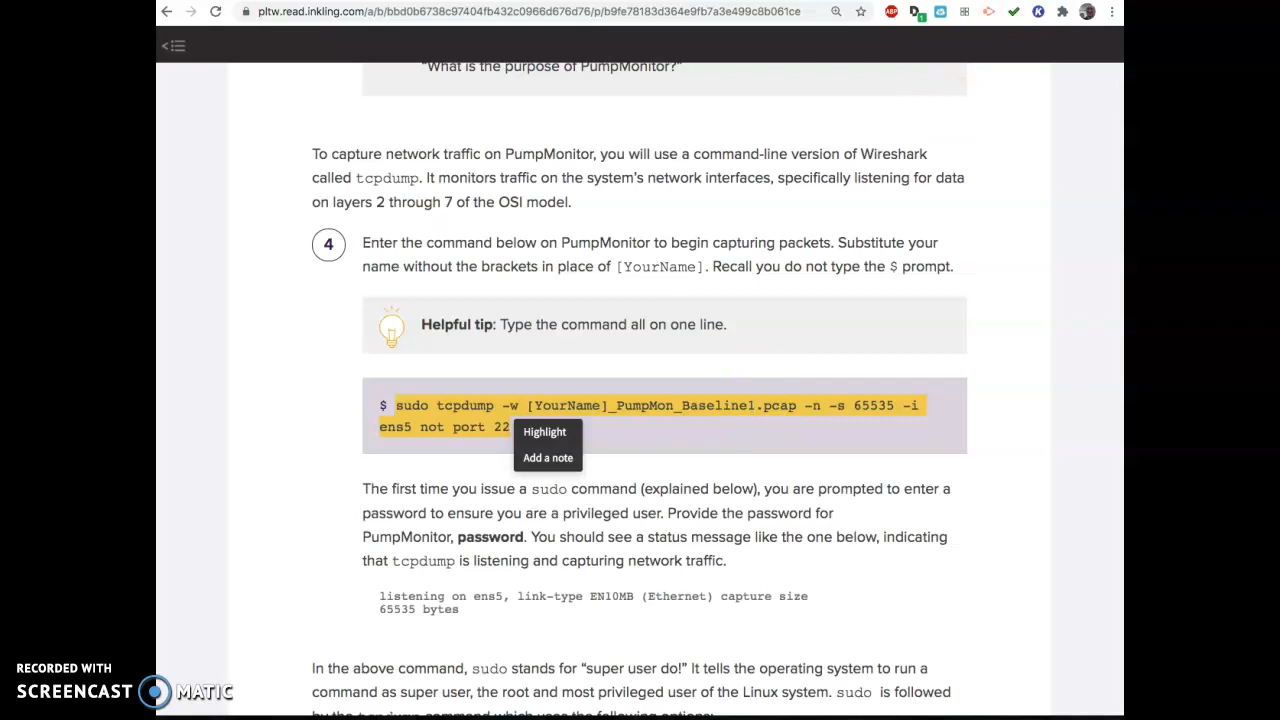 pltw.read.inkling.com/a/b/bbd0b6738c97404fb432c0966d676d76/p/b9fe78183d364e9fb7a3e499c8b061ce
"What is the purpose of PumpMonitor?"
To capture network traffic on PumpMonitor, you will use a command-line version of Wireshark
called tcpdump. It monitors traffic on the system's network interfaces, specifically listening for data
on layers 2 through 7 of the OSI model.
4 Enter the command below on PumpMonitor to begin capturing packets. Substitute your
name without the brackets in place of [YourName]. Recall you do not type the $ prompt.
Helpful tip: Type the command all on one line.
$ sudo tcpdump -w [YourName]_PumpMon_Baseline1.pcap -n -s 65535 -i
ens5 not port 22
Highlight
Add a note
The first time you issue a sudo command (explained below), you are prompted to enter a
password to ensure you are a privileged user. Provide the password for
PumpMonitor, password. You should see a status message like the one below, indicating
that tcpdump is listening and capturing network traffic.
listening on ens5, link-type EN10MB (Ethernet) capture size
65535 bytes
In the above command, sudo stands for "super user do!" It tells the operating system to run a
command as super user, the root and most privileged user of the Linux system. sudo is followed
by the tcpdump command which uses the following options:
RECORDED WITH
SCREENCAST MATIC